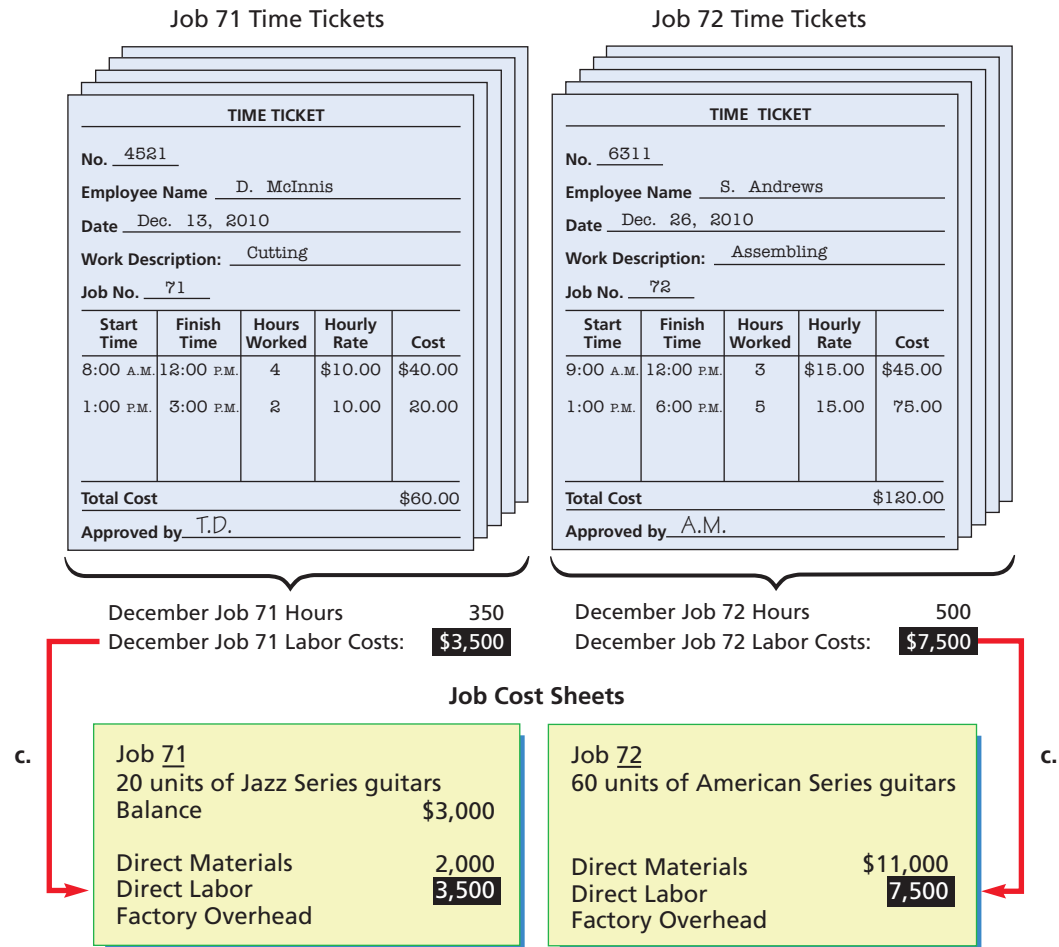 Job 71 Time Tickets
TIME TICKET
No. 4521
Employee Name D. McInnis
Date Dec. 13, 2010
Work Description: Cutting
Job No. 71
Start Time Finish Time Hours Worked Hourly Rate Cost
8:00 A.M. 12:00 P.M. 4 $10.00 $40.00
1:00 P.M. 3:00 P.M. 2 10.00 20.00
Total Cost $60.00
Approved by T.D.
December Job 71 Hours 350
December Job 71 Labor Costs: $3,500
Job 72 Time Tickets
TIME TICKET
No. 6311
Employee Name S. Andrews
Date Dec. 26, 2010
Work Description: Assembling
Job No. 72
Start Time Finish Time Hours Worked Hourly Rate Cost
9:00 A.M. 12:00 P.M. 3 $15.00 $45.00
1:00 P.M. 6:00 P.M. 5 15.00 75.00
Total Cost $120.00
Approved by A.M.
December Job 72 Hours 500
December Job 72 Labor Costs: $7,500
Job Cost Sheets
c.
Job 71
20 units of Jazz Series guitars
Balance $3,000
Direct Materials 2,000
Direct Labor 3,500
Factory Overhead
Job 72
60 units of American Series guitars
Direct Materials $11,000
Direct Labor 7,500
Factory Overhead
c.